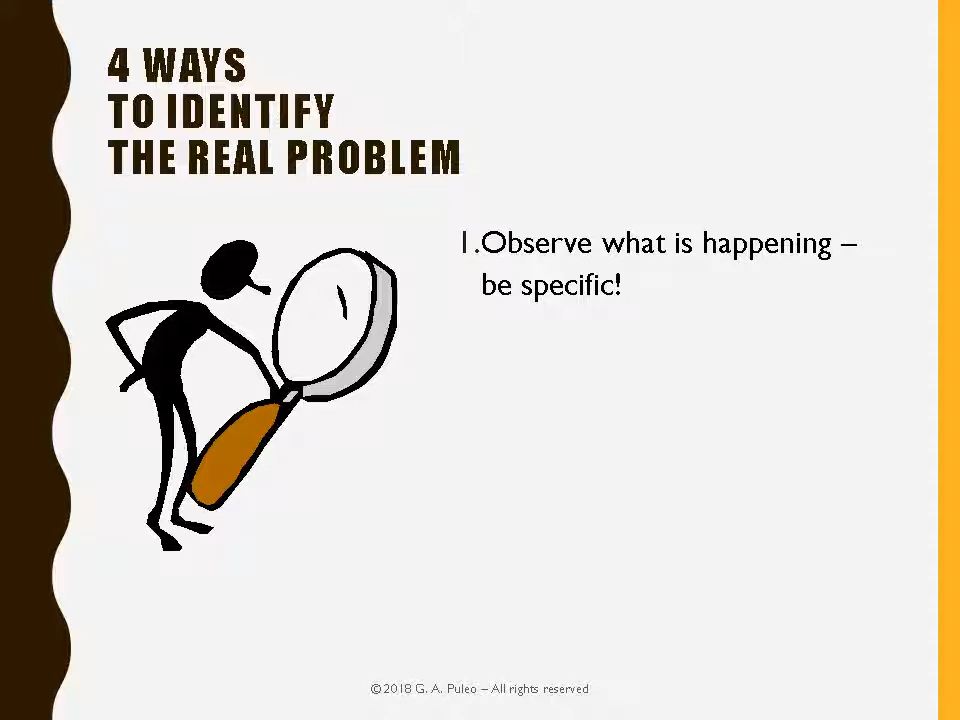 4 WAYS
TO IDENTIFY
THE REAL PROBLEM
1.Observe what is happening –
be specific!
©2018 G. A. Puleo – All rights reserved